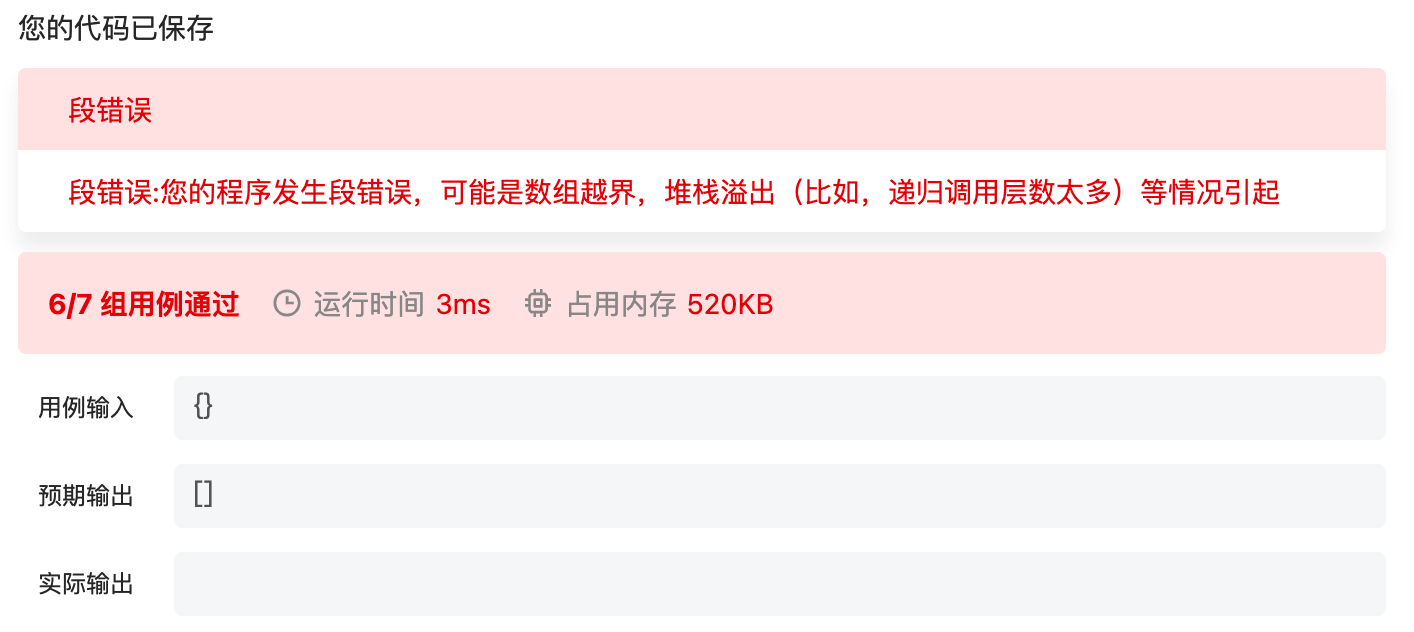 您的代码已保存
段错误
段错误:您的程序发生段错误，可能是数组越界，堆栈溢出（比如，递归调用层数太多）等情况引起
6/7 组用例通过 运行时间 3ms 占用内存 520KB
用例输入 {}
预期输出 []
实际输出